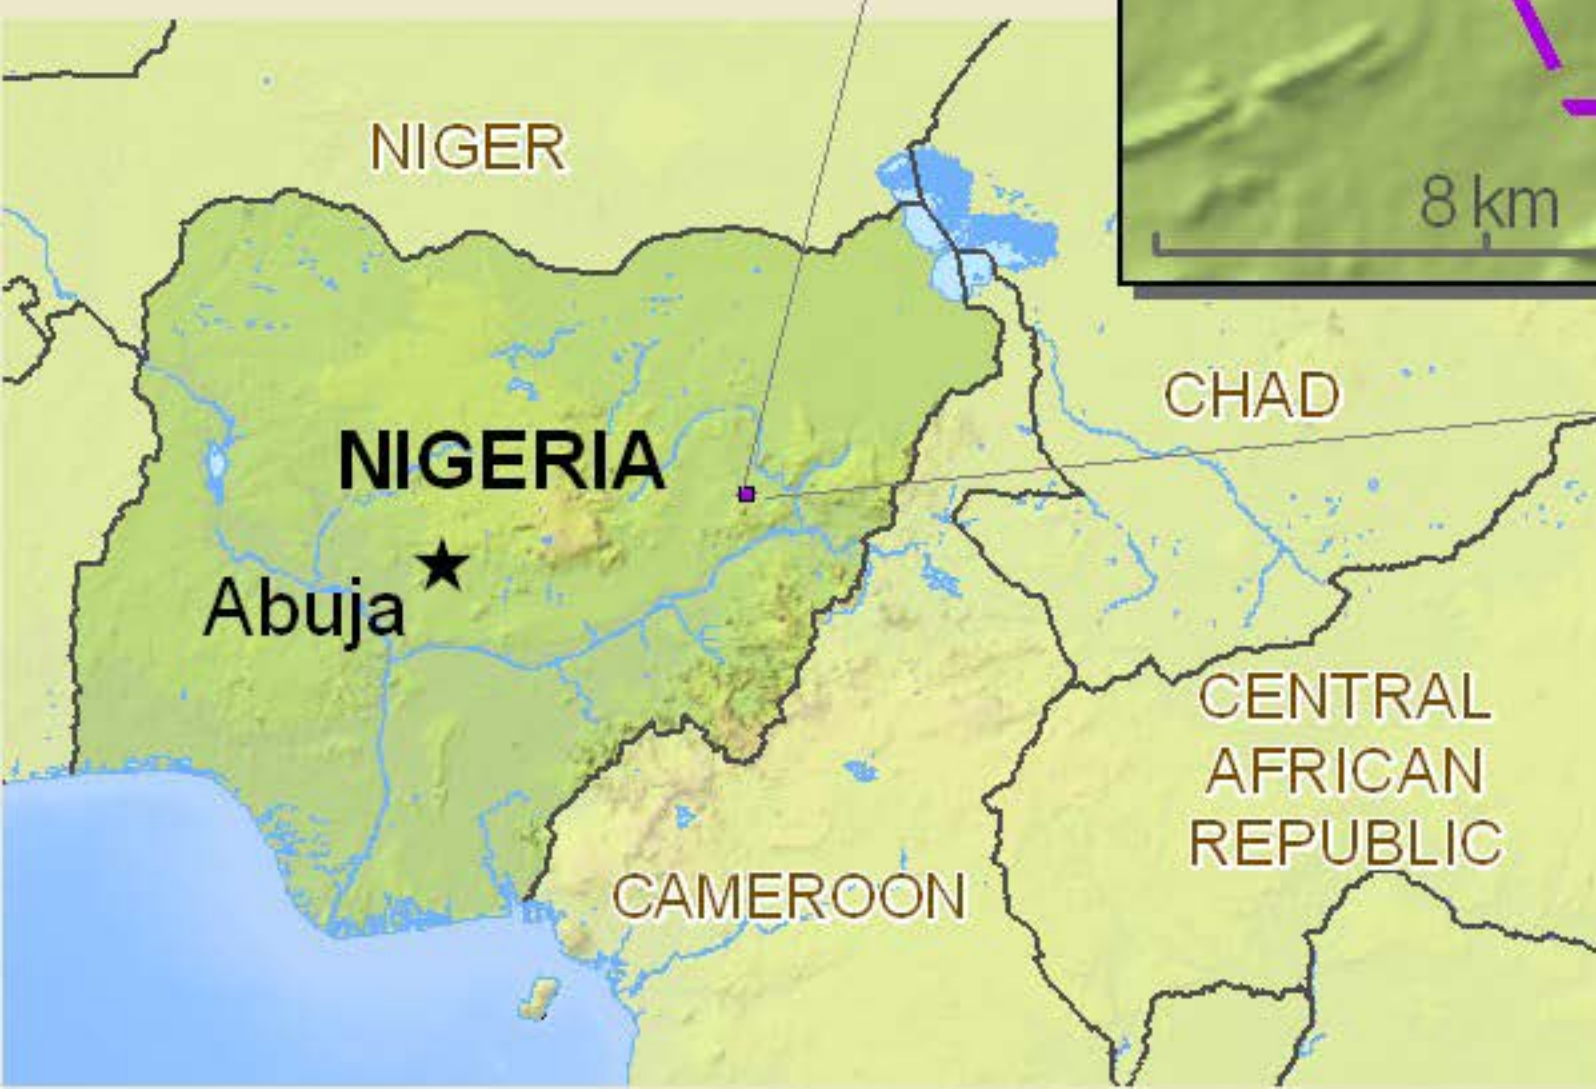 NIGER
8 km
CHAD
NIGERIA
Abuja
CENTRAL
AFRICAN
REPUBLIC
CAMEROON